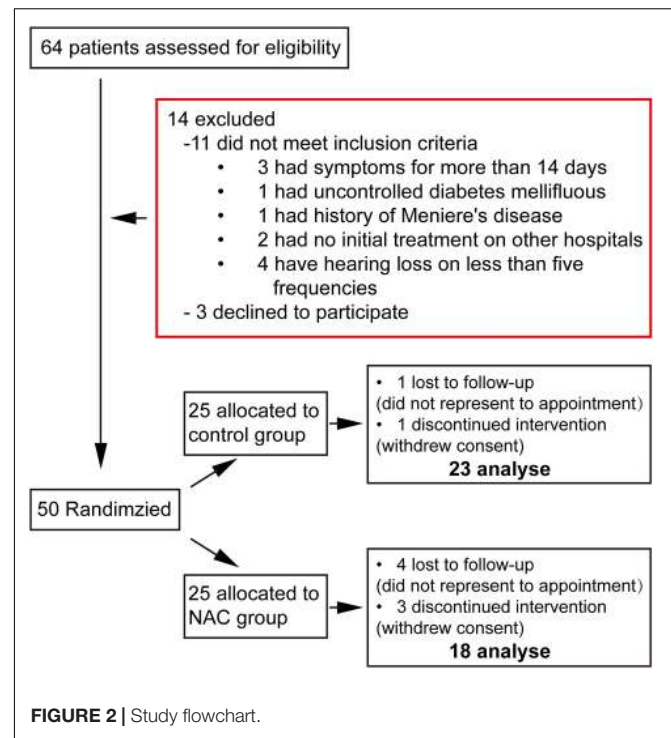 64 patients assessed for eligibility
14 excluded
-11 did not meet inclusion criteria
• 3 had symptoms for more than 14 days
• 1 had uncontrolled diabetes mellifluous
• 1 had history of Meniere's disease
• 2 had no initial treatment on other hospitals
• 4 have hearing loss on less than five
frequencies
- 3 declined to participate
25 allocated to
control group
• 1 lost to follow-up
(did not represent to appointment)
• 1 discontinued intervention
(withdrew consent)
23 analyse
50 Randimzied
25 allocated to
NAC group
• 4 lost to follow-up
(did not represent to appointment)
• 3 discontinued intervention
(withdrew consent)
18 analyse
FIGURE 2 | Study flowchart.